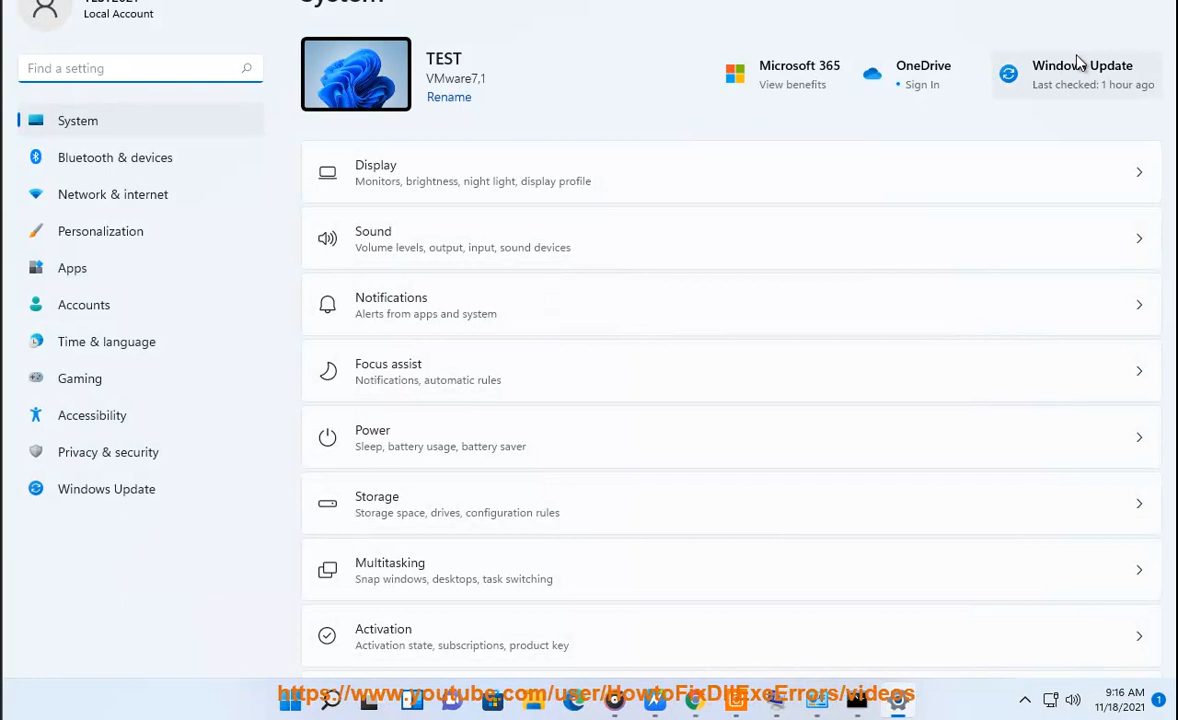 Local Account
Find a setting
System
Bluetooth & devices
Network & internet
Personalization
Apps
Accounts
Time & language
Gaming
Accessibility
Privacy & security
Windows Update
System
TEST
VMware7,1
Rename
Microsoft 365
View benefits
OneDrive
• Sign In
Windows Update
Last checked: 1 hour ago
Display
Monitors, brightness, night light, display profile
Sound
Volume levels, output, input, sound devices
Notifications
Alerts from apps and system
Focus assist
Notifications, automatic rules
Power
Sleep, battery usage, battery saver
Storage
Storage space, drives, configuration rules
Multitasking
Snap windows, desktops, task switching
Activation
Activation state, subscriptions, product key
https://www.youtube.com/user/HowtoFixDllExeErrors/videos
9:16 AM
11/18/2021
1